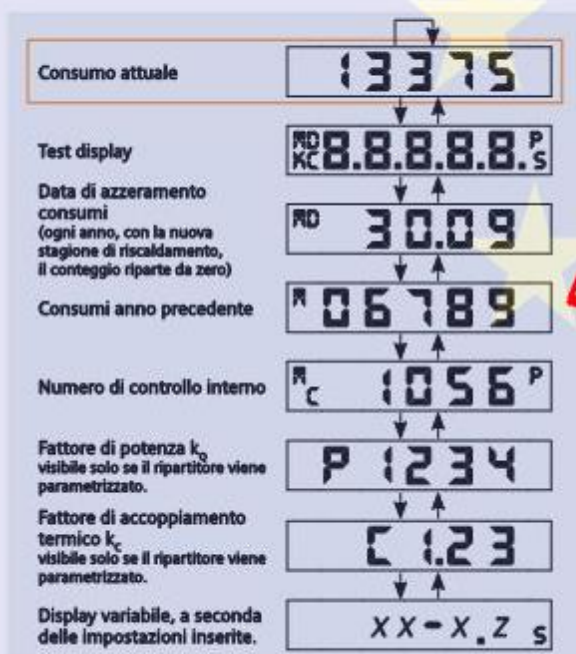 Consumo attuale
13375
Test display
MD KC 8.8.8.8.8. P S
Data di azzeramento
consumi
(ogni anno, con la nuova
stagione di riscaldamento,
il conteggio riparte da zero)
MD 30.09
Consumi anno precedente
M 06789
Numero di controllo interno
M C 1056 P
Fattore di potenza kQ
visibile solo se il ripartitore viene
parametrizzato.
P 1234
Fattore di accoppiamento
termico kC
visibile solo se il ripartitore viene
parametrizzato.
C 1.23
Display variabile, a seconda
delle impostazioni inserite.
XX-X.Z S